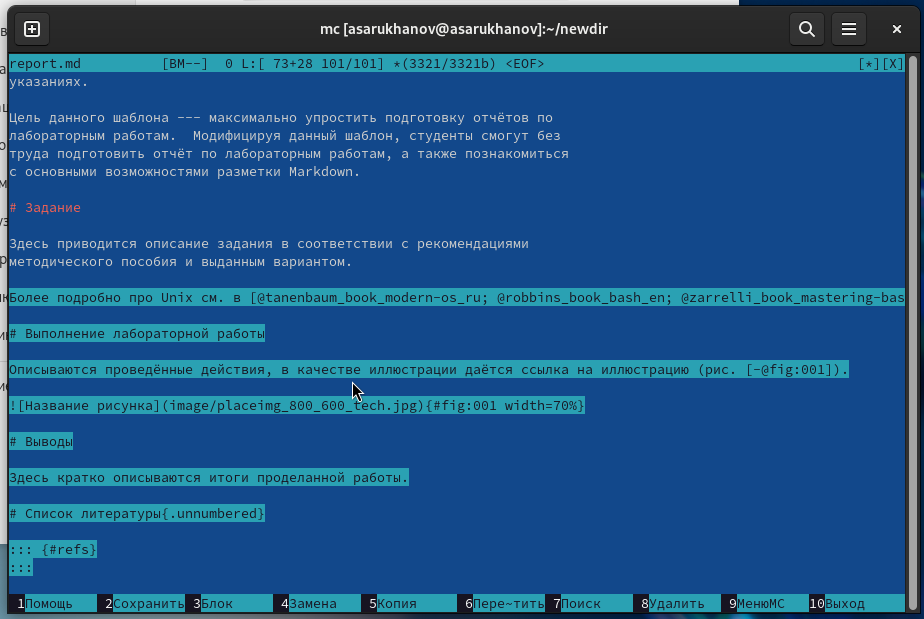 mc [asarukhanov@asarukhanov]:~/newdir
report.md [BM--] 0 L:[ 73+28 101/101] *(3321/3321b) <EOF> [*][X]
указаниях.
Цель данного шаблона --- максимально упростить подготовку отчётов по
лабораторным работам. Модифицируя данный шаблон, студенты смогут без
труда подготовить отчёт по лабораторным работам, а также познакомиться
с основными возможностями разметки Markdown.
# Задание
Здесь приводится описание задания в соответствии с рекомендациями
методического пособия и выданным вариантом.
Более подробно про Unix см. в [@tanenbaum_book_modern-os_ru; @robbins_book_bash_en; @zarrelli_book_mastering-bas
# Выполнение лабораторной работы
Описываются проведённые действия, в качестве иллюстрации даётся ссылка на иллюстрацию (рис. [-@fig:001]).
![Название рисунка](image/placeimg_800_600_tech.jpg){#fig:001 width=70%}
# Выводы
Здесь кратко описываются итоги проделанной работы.
# Список литературы{.unnumbered}
::: {#refs}
:::
1Помощь 2Сохранить 3Блок 4Замена 5Копия 6Пере~тить 7Поиск 8Удалить 9МенюMC 10Выход